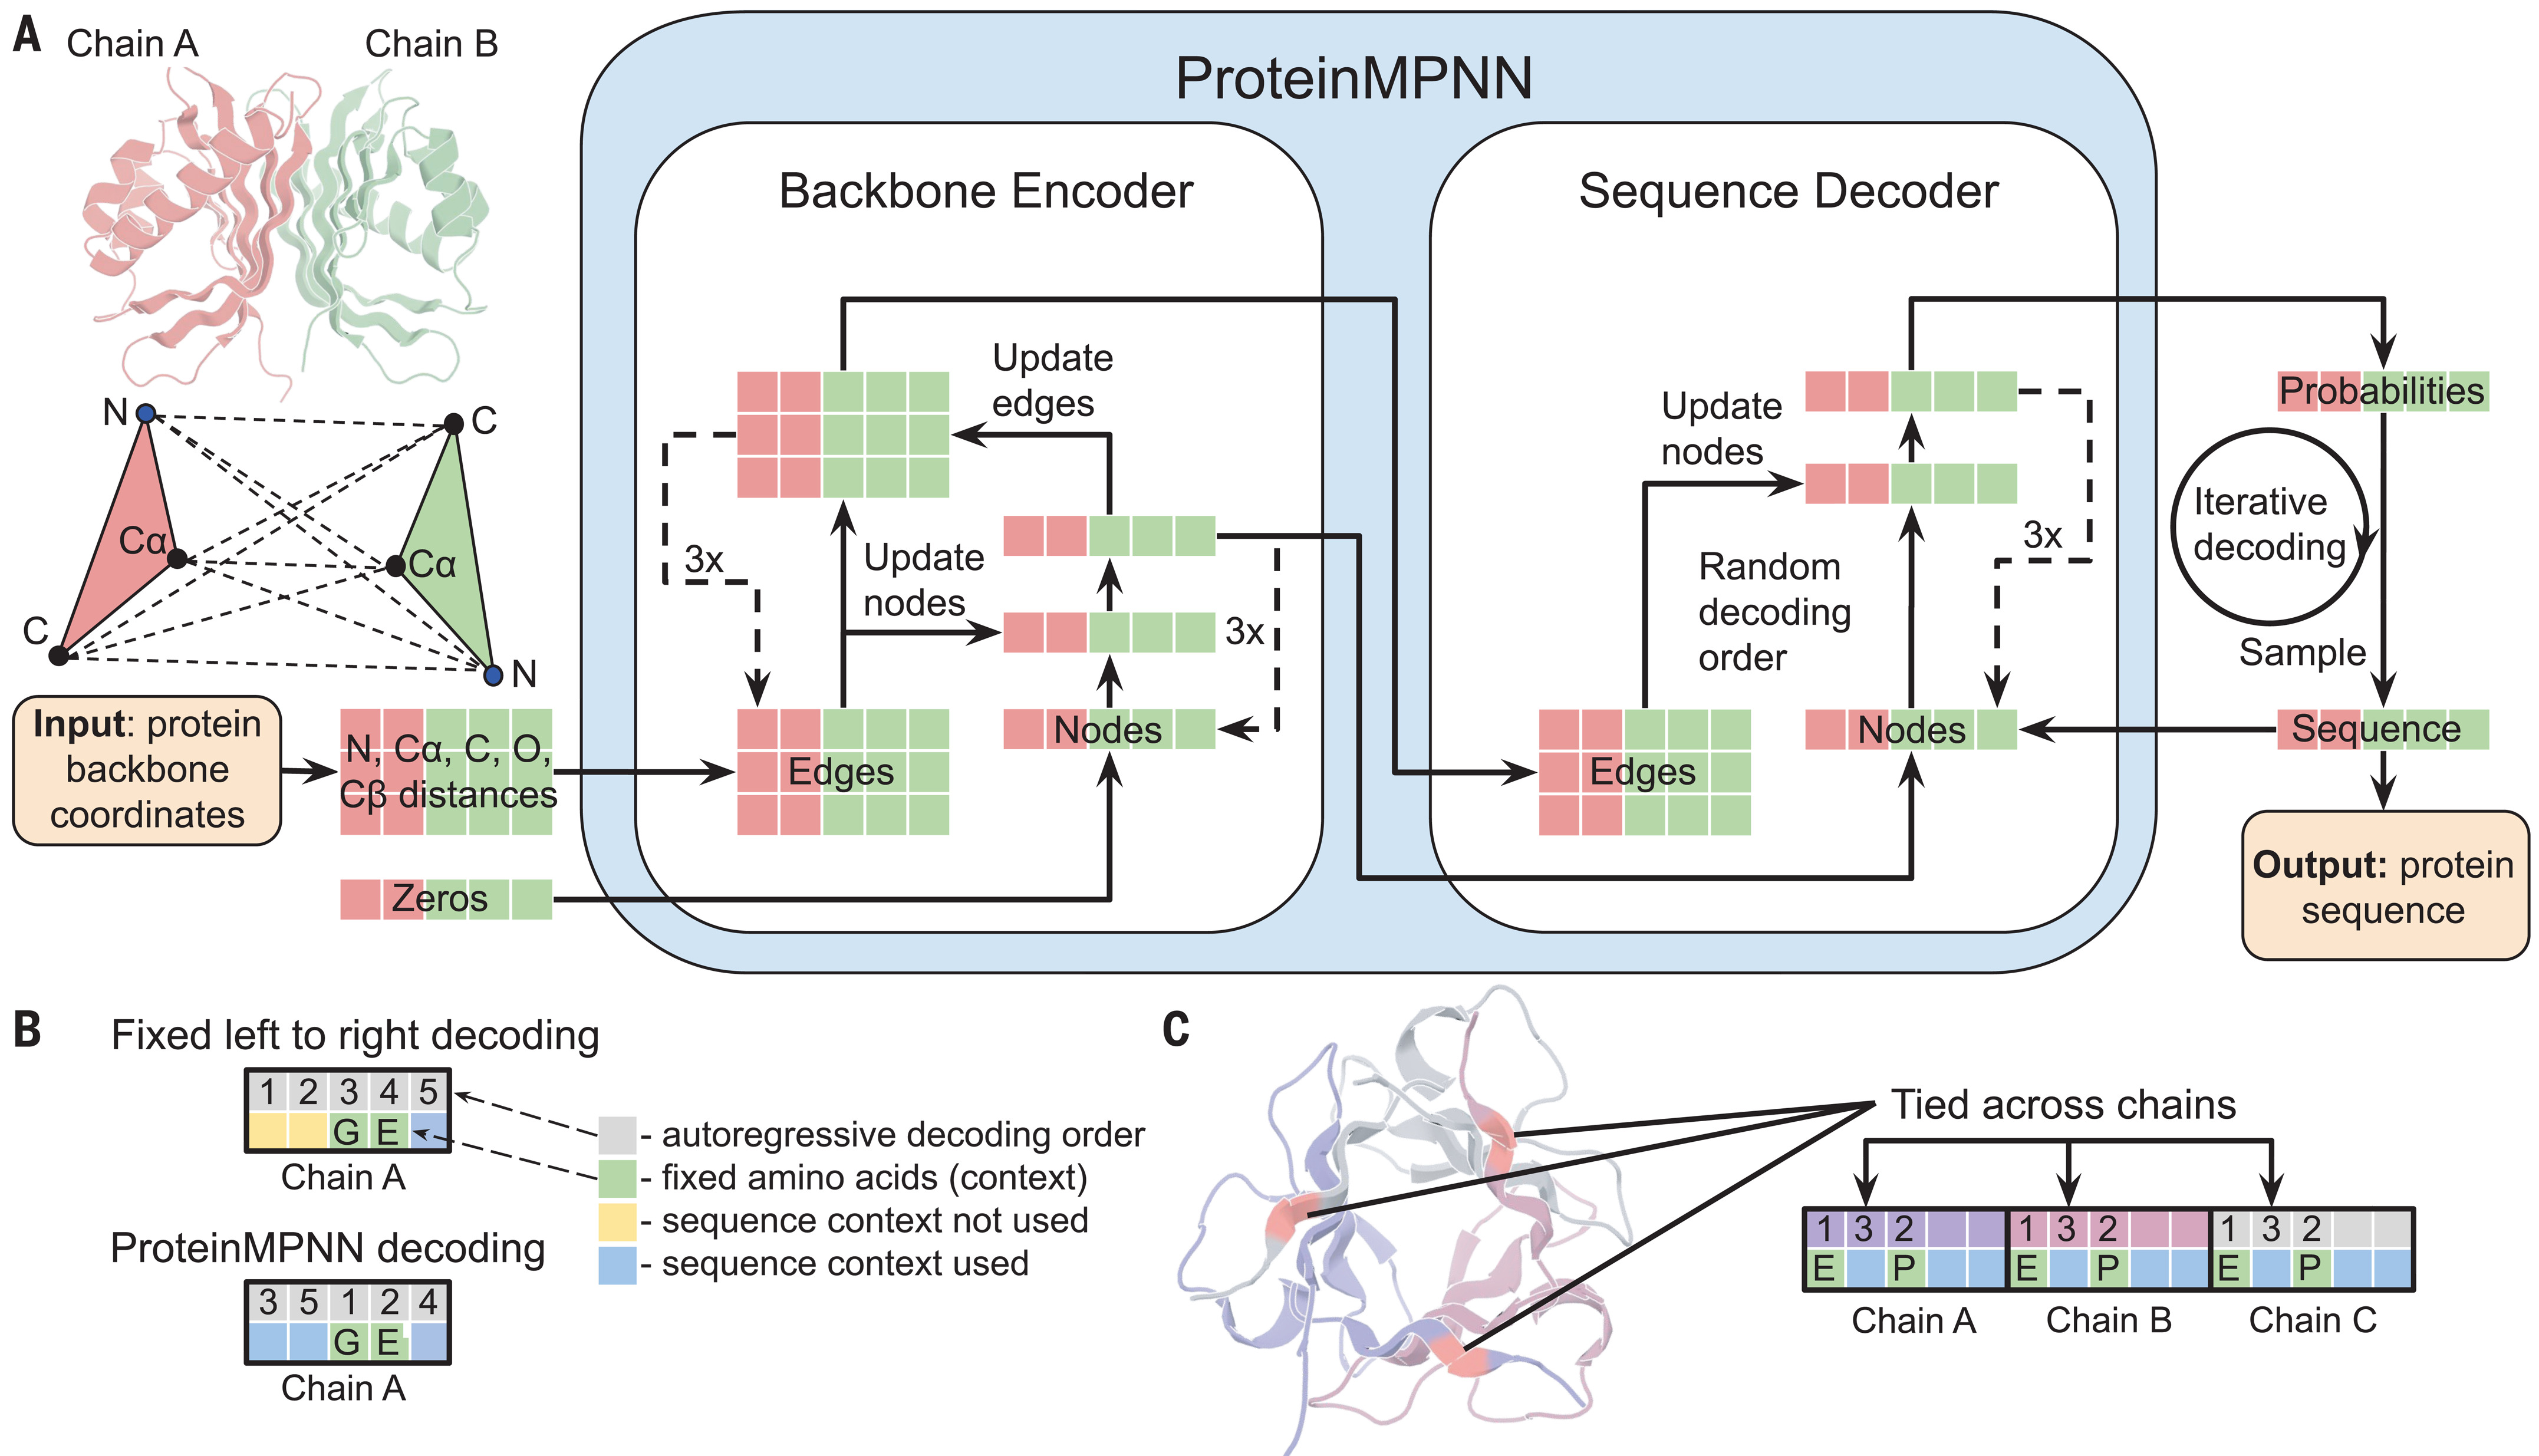 A
Chain A
Chain B
N
C
Cα
Cα
C
N
Input: protein
backbone
coordinates
N, Cα, C, O,
Cβ distances
Zeros
ProteinMPNN
Backbone Encoder
Update
edges
3x
Update
nodes
3x
Nodes
Edges
Sequence Decoder
Update
nodes
Random
decoding
order
3x
Edges
Nodes
Probabilities
Iterative
decoding
Sample
Sequence
Output: protein
sequence
B
Fixed left to right decoding
1 2 3 4 5
G E
Chain A
ProteinMPNN decoding
3 5 1 2 4
G E
Chain A
- autoregressive decoding order
- fixed amino acids (context)
- sequence context not used
- sequence context used
C
Tied across chains
1 3 2 1 3 2 1 3 2
E P E P E P
Chain A Chain B Chain C